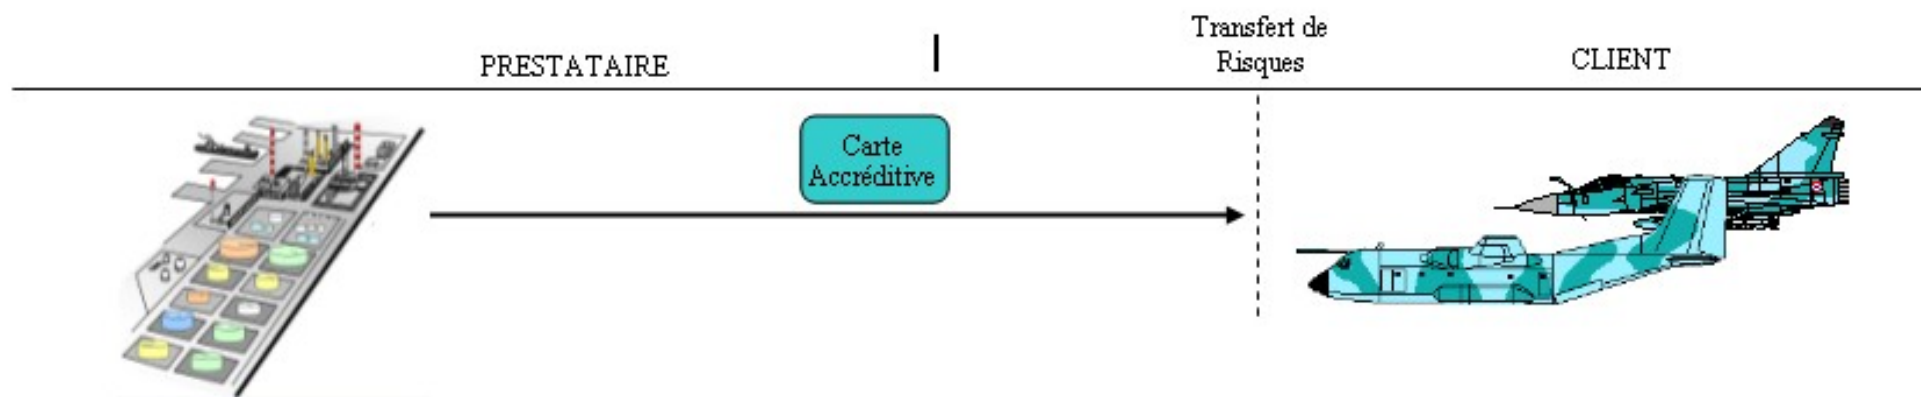 PRESTATAIRE
Transfert de
Risques
CLIENT
Carte
Accréditive